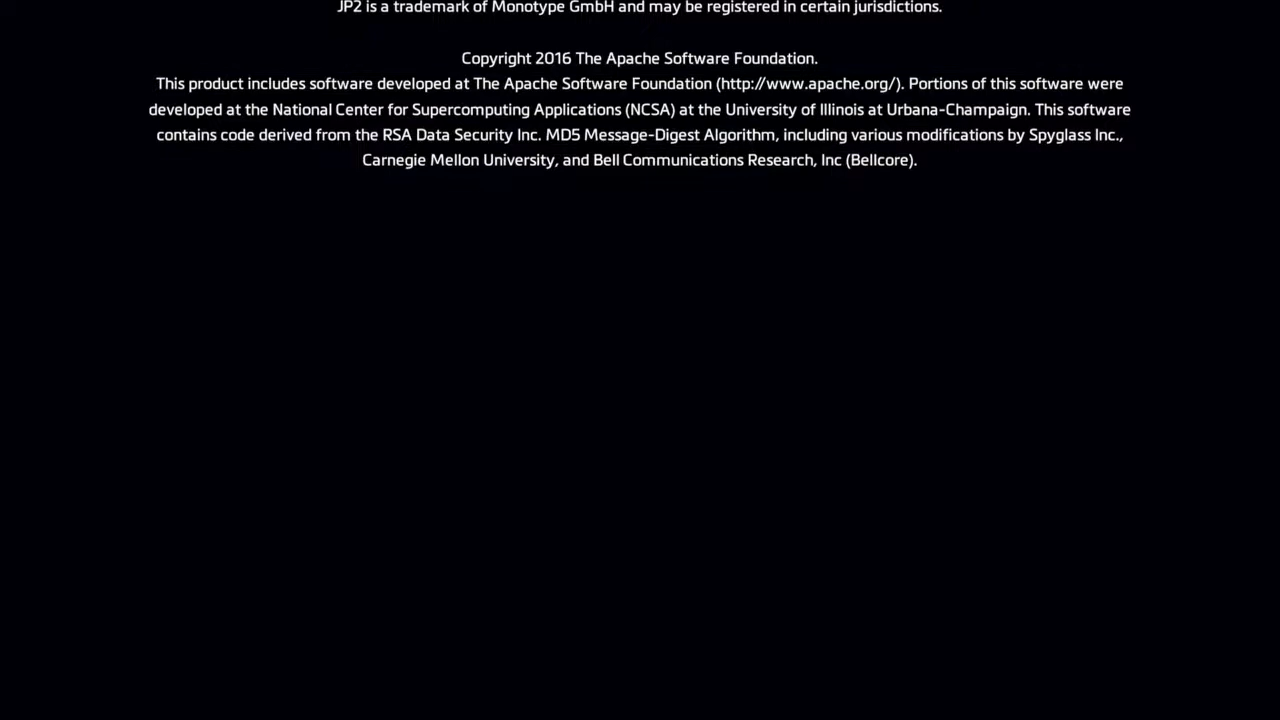 JP2 is a trademark of Monotype GmbH and may be registered in certain jurisdictions.
Copyright 2016 The Apache Software Foundation.
This product includes software developed at The Apache Software Foundation (http://www.apache.org/). Portions of this software were
developed at the National Center for Supercomputing Applications (NCSA) at the University of Illinois at Urbana-Champaign. This software
contains code derived from the RSA Data Security Inc. MD5 Message-Digest Algorithm, including various modifications by Spyglass Inc.,
Carnegie Mellon University, and Bell Communications Research, Inc (Bellcore).